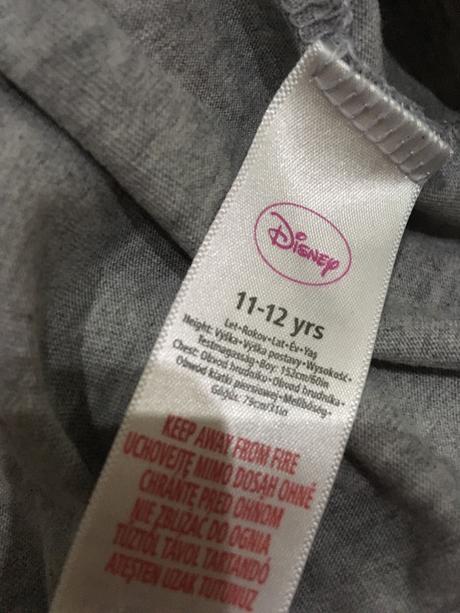 Disney
11-12 yrs
Let•Rokov•Lat•Év•Yaş
Height•Výška•Výška postavy•Wysokość•
Testmagasság•Boy: 152cm/60in
Chest•Obvod hrudníku•Obvod hrudníka•
Obwód klatki piersiowej•Mellbőség•
Göğüs: 79cm/31in
KEEP AWAY FROM FIRE
UCHOVEJTE MIMO DOSAH OHNĚ
CHRÁŇTE PRED OHŇOM
NIE ZBLIŻAĆ DO OGNIA
TŰZTŐL TÁVOL TARTANDÓ
ATEŞTEN UZAK TUTUNUZ